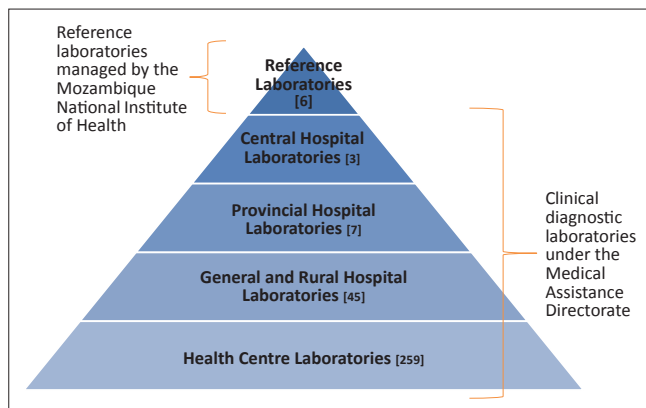 Reference
laboratories
managed by the
Mozambique
National Institute
of Health
Reference
Laboratories
[6]
Central Hospital
Laboratories [3]
Provincial Hospital
Laboratories [7]
General and Rural Hospital
Laboratories [45]
Health Centre Laboratories [259]
Clinical
diagnostic
laboratories
under the
Medical
Assistance
Directorate